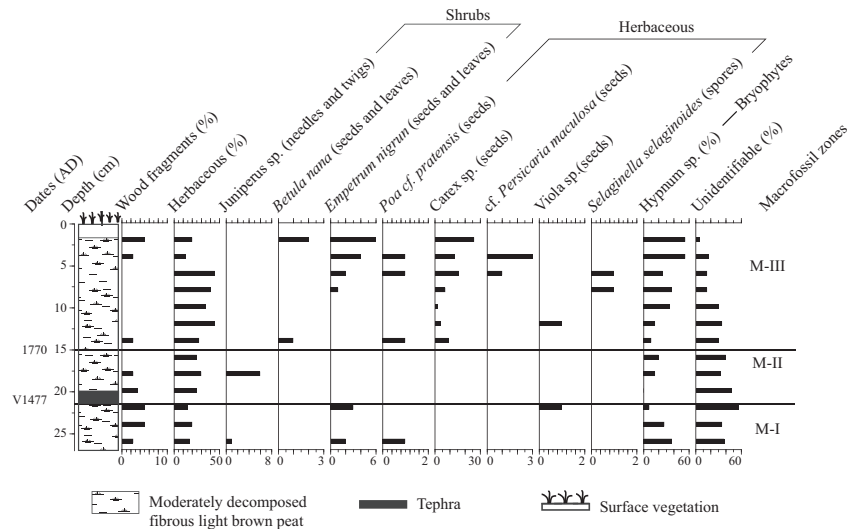 Shrubs
Herbaceous
Bryophytes
Dates (AD)
Depth (cm)
Wood fragments (%)
Herbaceous (%)
Juniperus sp. (needles and twigs)
Betula nana (seeds and leaves)
Empetrum nigrun (seeds and leaves)
Poa cf. pratensis (seeds)
Carex sp. (seeds)
cf. Persicaria maculosa (seeds)
Viola sp.(seeds)
Selaginella selaginoides (spores)
Hypnum sp. (%)
Unidentifiable (%)
Macrofossil zones
0
5
10
15
20
25
1770
V1477
M-III
M-II
M-I
0 10 0 50 0 8 0 3 0 6 0 2 0 30 0 3 0 2 0 2 0 60 0 60
Moderately decomposed
fibrous light brown peat
Tephra
Surface vegetation